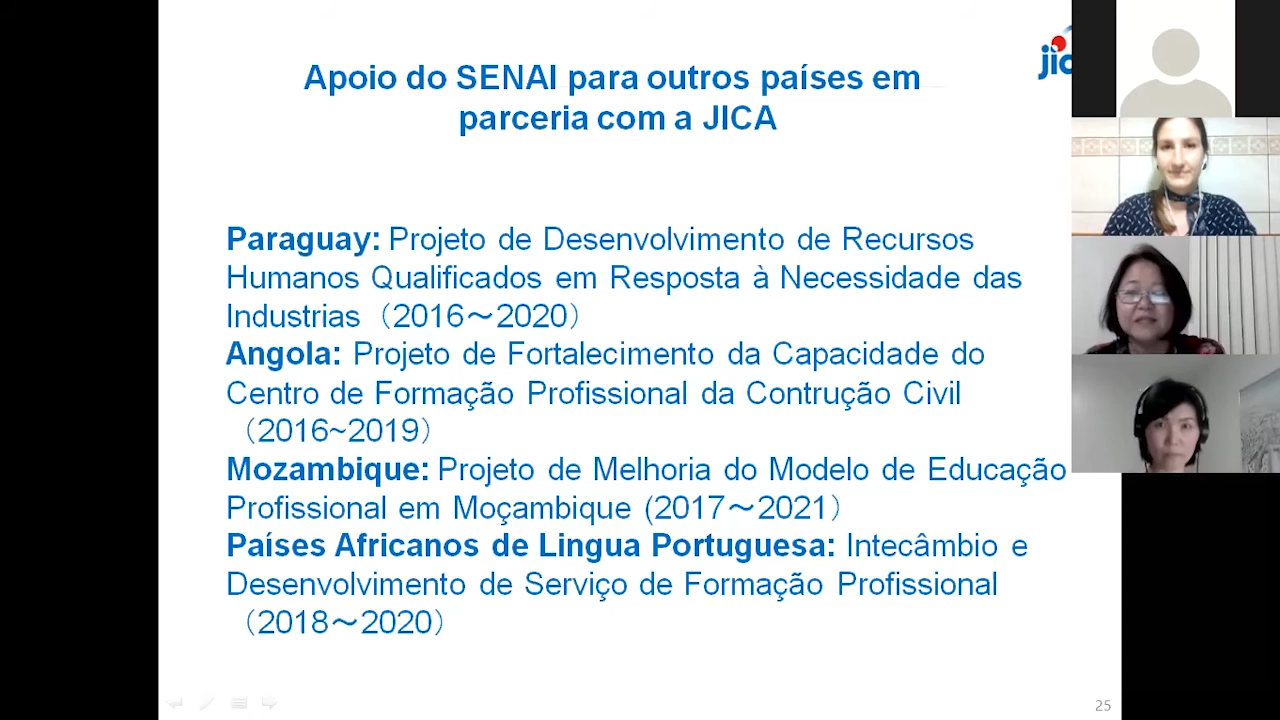 Apoio do SENAI para outros países em
parceria com a JICA
Paraguay: Projeto de Desenvolvimento de Recursos
Humanos Qualificados em Resposta à Necessidade das
Industrias（2016～2020）
Angola: Projeto de Fortalecimento da Capacidade do
Centro de Formação Profissional da Contrução Civil
（2016~2019）
Mozambique: Projeto de Melhoria do Modelo de Educação
Profissional em Moçambique (2017～2021）
Países Africanos de Lingua Portuguesa: Intecâmbio e
Desenvolvimento de Serviço de Formação Profissional
（2018～2020）
25